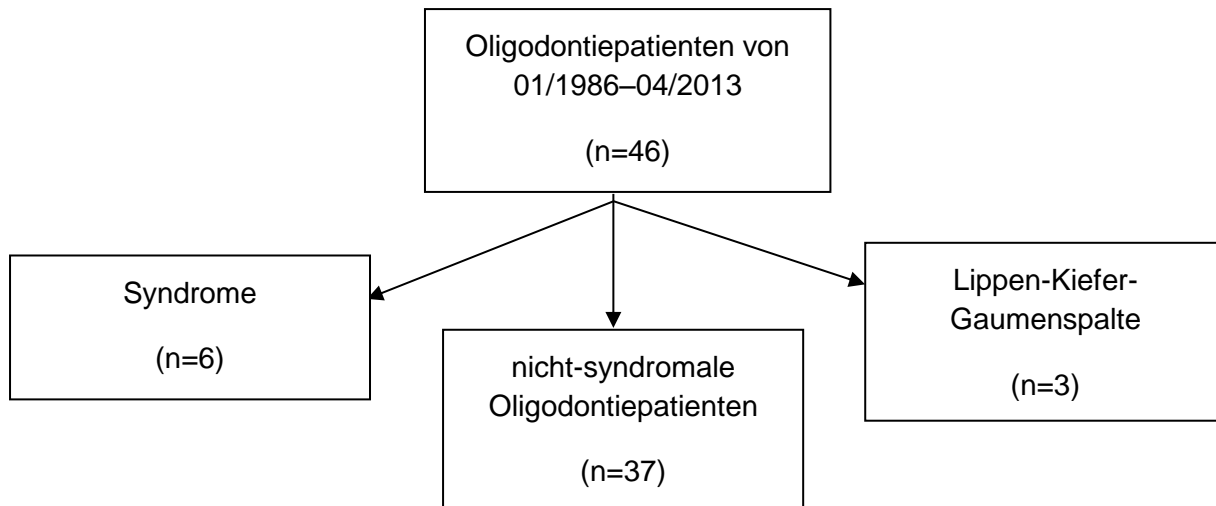 Oligodontiepatienten von
01/1986–04/2013
(n=46)
Syndrome
(n=6)
nicht-syndromale
Oligodontiepatienten
(n=37)
Lippen-Kiefer-
Gaumenspalte
(n=3)